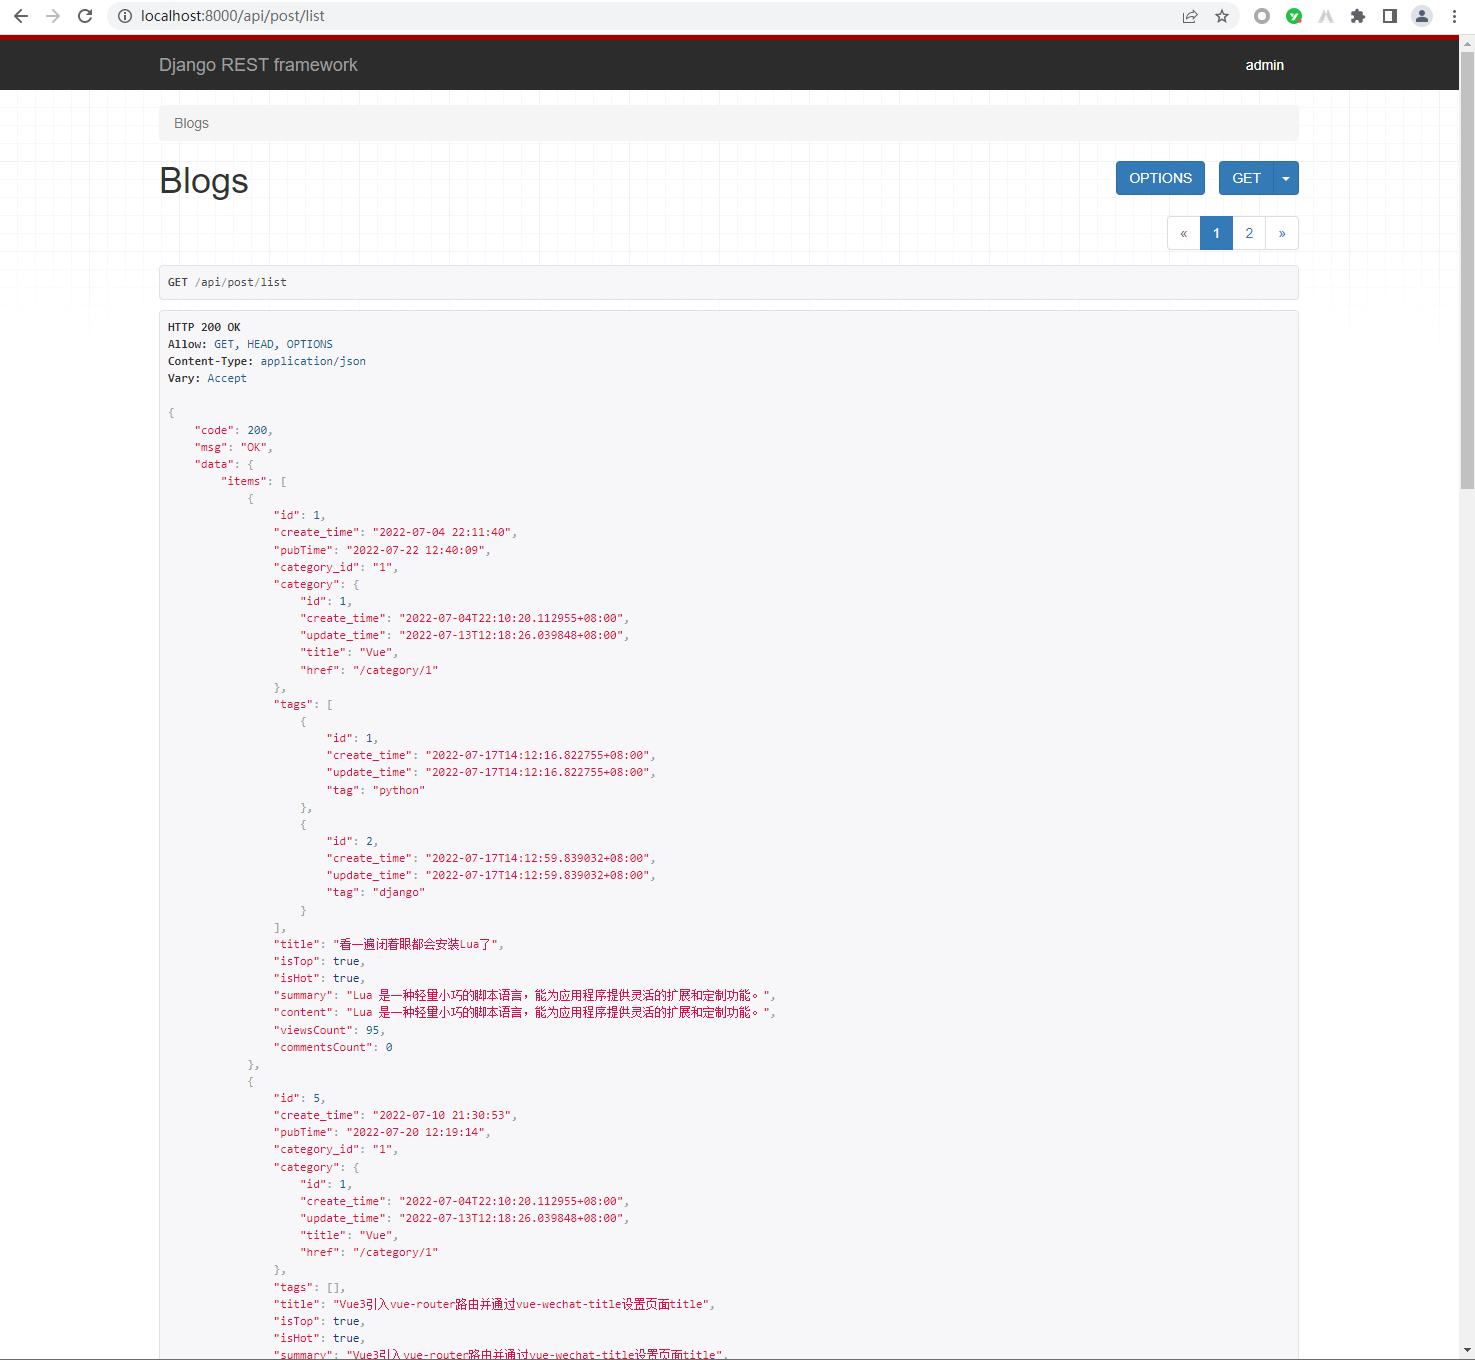 localhost:8000/api/post/list
Django REST framework
admin
Blogs
Blogs
OPTIONS
GET
« 1 2 »
GET /api/post/list
HTTP 200 OK
Allow: GET, HEAD, OPTIONS
Content-Type: application/json
Vary: Accept
{
"code": 200,
"msg": "OK",
"data": {
"items": [
{
"id": 1,
"create_time": "2022-07-04 22:11:40",
"pubTime": "2022-07-22 12:40:09",
"category_id": "1",
"category": {
"id": 1,
"create_time": "2022-07-04T22:10:20.112955+08:00",
"update_time": "2022-07-13T12:18:26.039848+08:00",
"title": "Vue",
"href": "/category/1"
},
"tags": [
{
"id": 1,
"create_time": "2022-07-17T14:12:16.822755+08:00",
"update_time": "2022-07-17T14:12:16.822755+08:00",
"tag": "python"
},
{
"id": 2,
"create_time": "2022-07-17T14:12:59.839032+08:00",
"update_time": "2022-07-17T14:12:59.839032+08:00",
"tag": "django"
}
],
"title": "看一遍闭着眼都会安装Lua了",
"isTop": true,
"isHot": true,
"summary": "Lua 是一种轻量小巧的脚本语言，能为应用程序提供灵活的扩展和定制功能。",
"content": "Lua 是一种轻量小巧的脚本语言，能为应用程序提供灵活的扩展和定制功能。",
"viewsCount": 95,
"commentsCount": 0
},
{
"id": 5,
"create_time": "2022-07-10 21:30:53",
"pubTime": "2022-07-20 12:19:14",
"category_id": "1",
"category": {
"id": 1,
"create_time": "2022-07-04T22:10:20.112955+08:00",
"update_time": "2022-07-13T12:18:26.039848+08:00",
"title": "Vue",
"href": "/category/1"
},
"tags": [],
"title": "Vue3引入vue-router路由并通过vue-wechat-title设置页面title",
"isTop": true,
"isHot": true,
"summary": "Vue3引入vue-router路由并通过vue-wechat-title设置页面title",